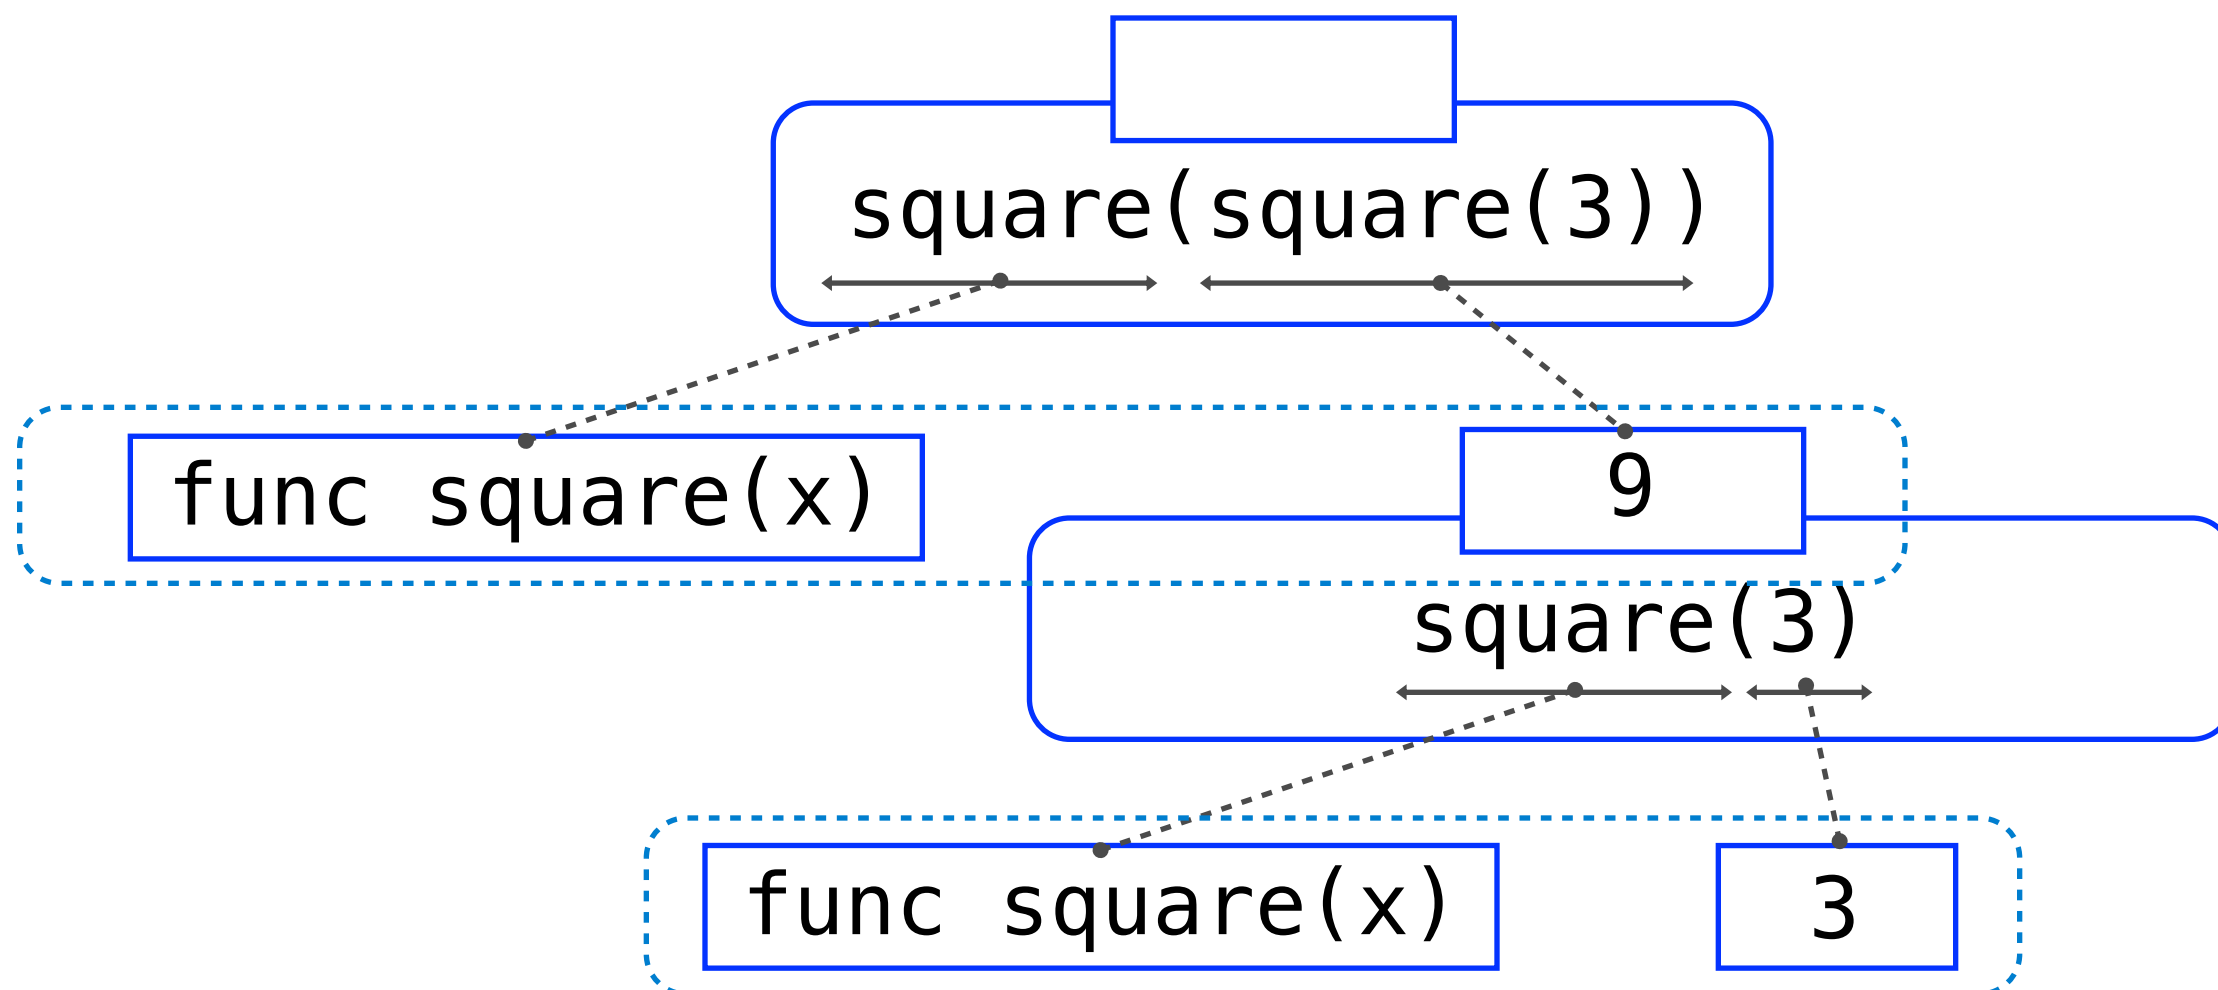 square(square(3))
func square(x)
9
square(3)
func square(x)
3